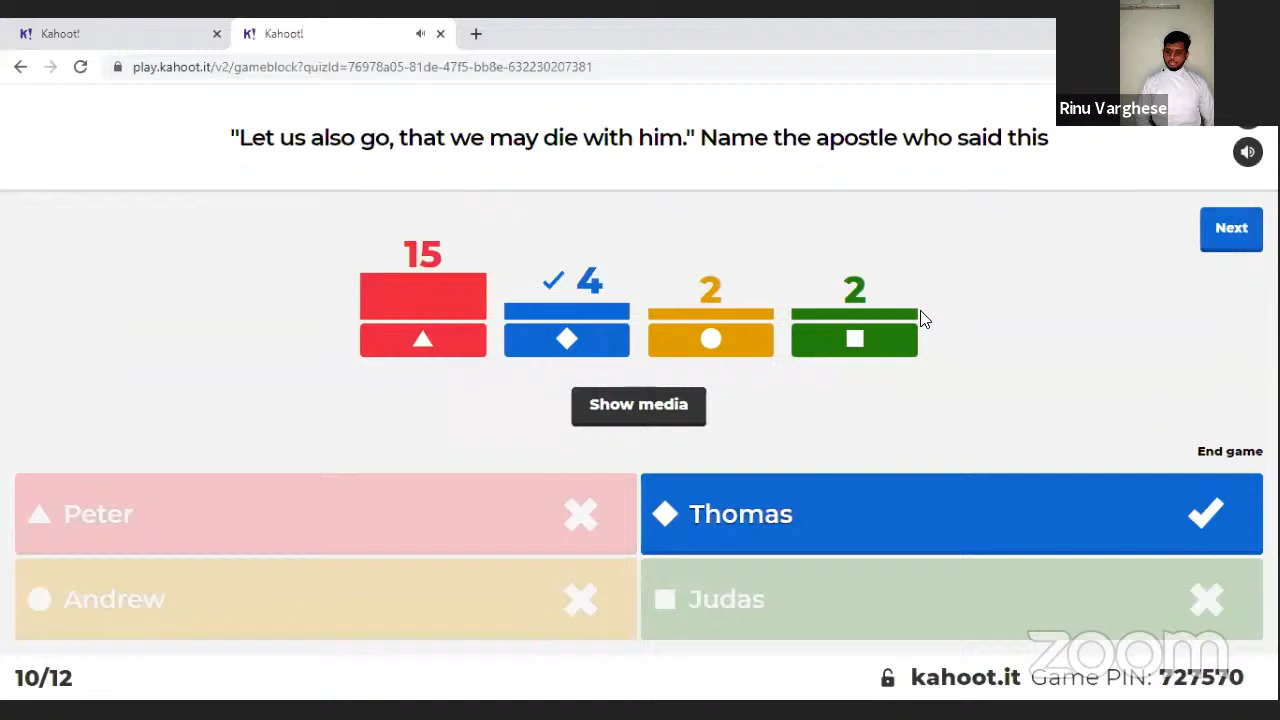 K! Kahoot!
K! Kahoot!
play.kahoot.it/v2/gameblock?quizId=76978a05-81de-47f5-bb8e-632230207381
Rinu Varghese
"Let us also go, that we may die with him." Name the apostle who said this
Next
15
4
2
2
Show media
End game
Peter
Thomas
Andrew
Judas
zoom
10/12
kahoot.it Game PIN: 727570